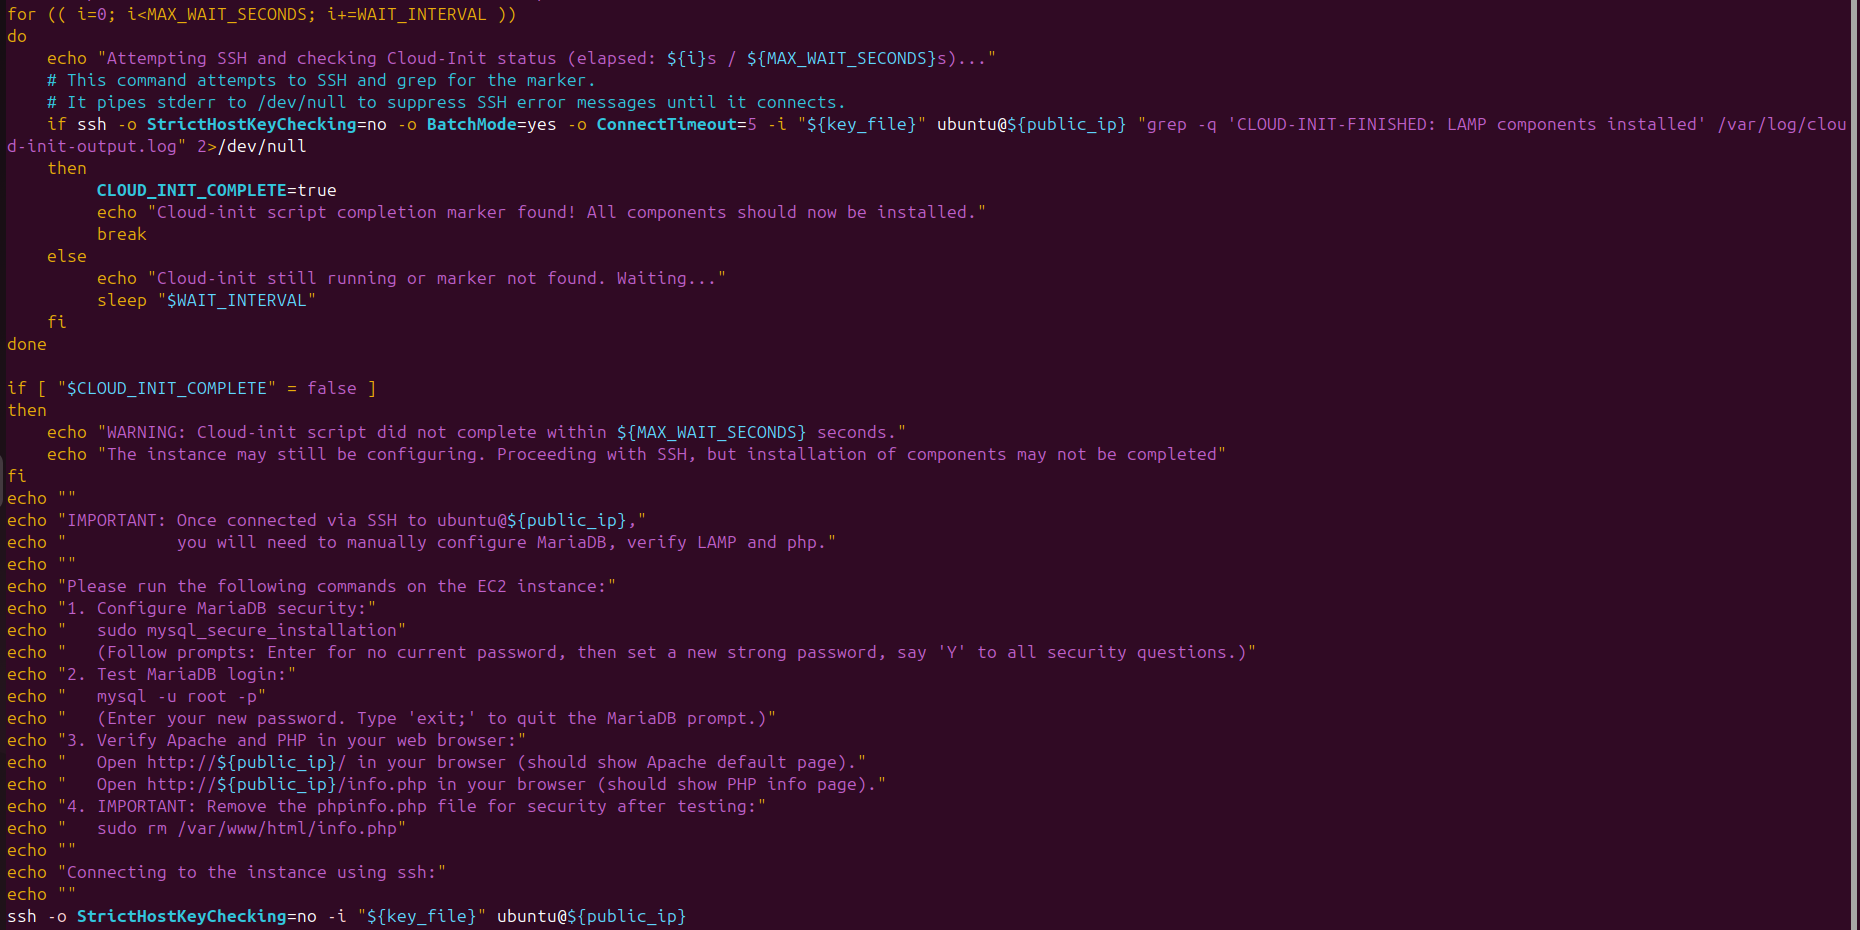 for (( i=0; i<MAX_WAIT_SECONDS; i+=WAIT_INTERVAL ))
do
    echo "Attempting SSH and checking Cloud-Init status (elapsed: ${i}s / ${MAX_WAIT_SECONDS}s)..."
    # This command attempts to SSH and grep for the marker.
    # It pipes stderr to /dev/null to suppress SSH error messages until it connects.
    if ssh -o StrictHostKeyChecking=no -o BatchMode=yes -o ConnectTimeout=5 -i "${key_file}" ubuntu@${public_ip} "grep -q 'CLOUD-INIT-FINISHED: LAMP components installed' /var/log/clou
d-init-output.log" 2>/dev/null
    then
         CLOUD_INIT_COMPLETE=true
         echo "Cloud-init script completion marker found! All components should now be installed."
         break
    else
         echo "Cloud-init still running or marker not found. Waiting..."
         sleep "$WAIT_INTERVAL"
    fi
done

if [ "$CLOUD_INIT_COMPLETE" = false ]
then
    echo "WARNING: Cloud-init script did not complete within ${MAX_WAIT_SECONDS} seconds."
    echo "The instance may still be configuring. Proceeding with SSH, but installation of components may not be completed"
fi
echo ""
echo "IMPORTANT: Once connected via SSH to ubuntu@${public_ip},"
echo "           you will need to manually configure MariaDB, verify LAMP and php."
echo ""
echo "Please run the following commands on the EC2 instance:"
echo "1. Configure MariaDB security:"
echo "   sudo mysql_secure_installation"
echo "   (Follow prompts: Enter for no current password, then set a new strong password, say 'Y' to all security questions.)"
echo "2. Test MariaDB login:"
echo "   mysql -u root -p"
echo "   (Enter your new password. Type 'exit;' to quit the MariaDB prompt.)"
echo "3. Verify Apache and PHP in your web browser:"
echo "   Open http://${public_ip}/ in your browser (should show Apache default page)."
echo "   Open http://${public_ip}/info.php in your browser (should show PHP info page)."
echo "4. IMPORTANT: Remove the phpinfo.php file for security after testing:"
echo "   sudo rm /var/www/html/info.php"
echo ""
echo "Connecting to the instance using ssh:"
echo ""
ssh -o StrictHostKeyChecking=no -i "${key_file}" ubuntu@${public_ip}